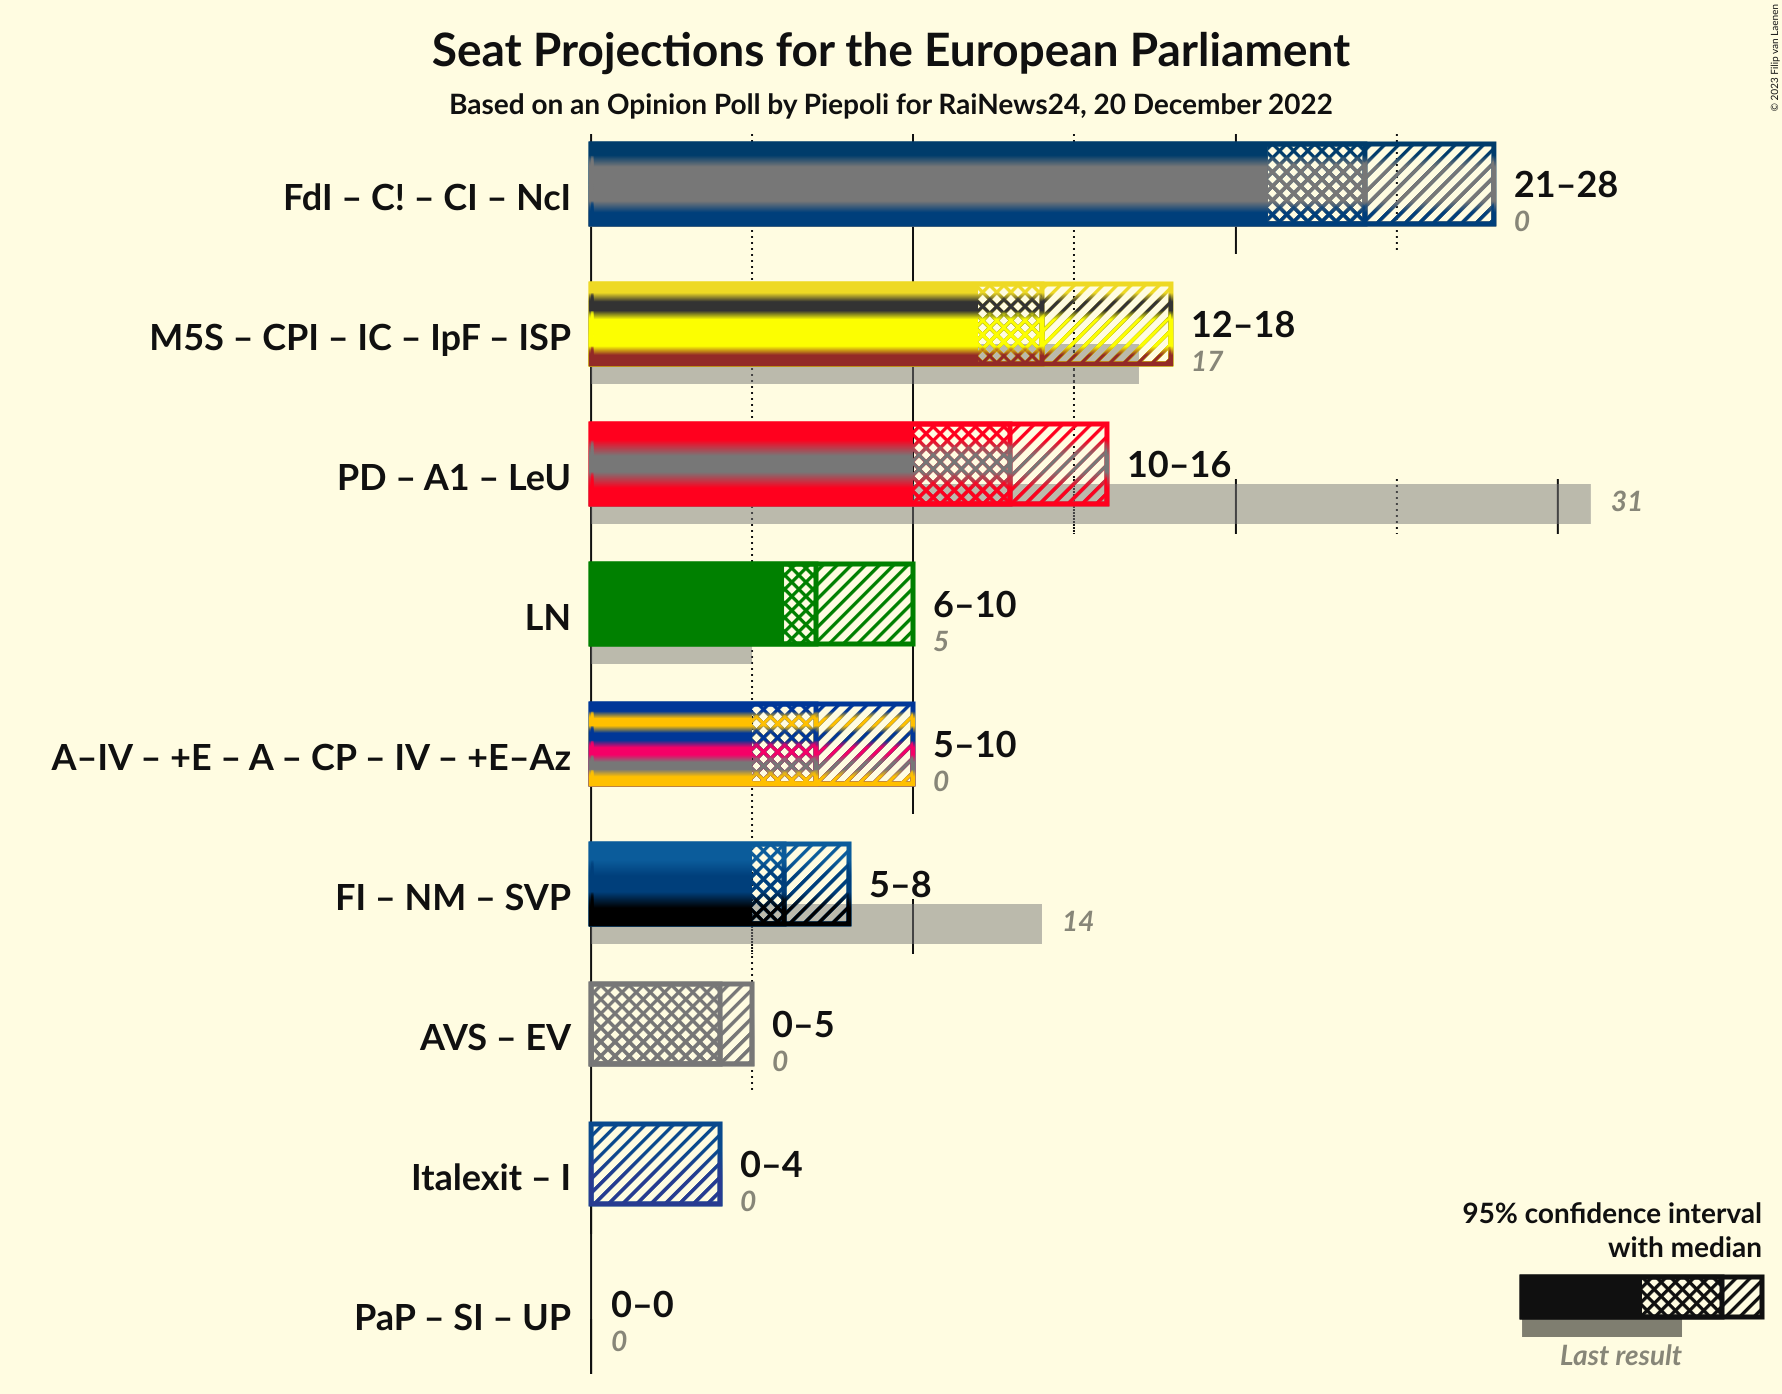 Seat Projections for the European Parliament
Based on an Opinion Poll by Piepoli for RaiNews24, 20 December 2022
© 2023 Filip van Laenen
FdI – C! – CI – NcI
21–28
0
M5S – CPI – IC – IpF – ISP
12–18
17
PD – A1 – LeU
10–16
31
LN
6–10
5
A–IV – +E – A – CP – IV – +E–Az
5–10
0
FI – NM – SVP
5–8
14
AVS – EV
0–5
0
Italexit – I
0–4
0
PaP – SI – UP
0–0
0
95% confidence interval
with median
Last result